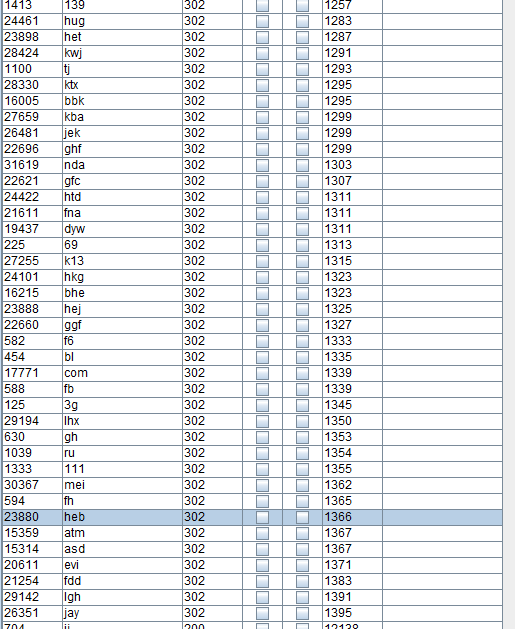 1413 139 302 1257
24461 hug 302 1283
23898 het 302 1287
28424 kwj 302 1291
1100 tj 302 1293
28330 ktx 302 1295
16005 bbk 302 1295
27659 kba 302 1299
26481 jek 302 1299
22696 ghf 302 1299
31619 nda 302 1303
22621 gfc 302 1307
24422 htd 302 1311
21611 fna 302 1311
19437 dyw 302 1311
225 69 302 1313
27255 k13 302 1315
24101 hkg 302 1323
16215 bhe 302 1323
23888 hej 302 1325
22660 ggf 302 1327
582 f6 302 1333
454 bl 302 1335
17771 com 302 1339
588 fb 302 1339
125 3g 302 1345
29194 lhx 302 1350
630 gh 302 1353
1039 ru 302 1354
1333 111 302 1355
30367 mei 302 1362
594 fh 302 1365
23880 heb 302 1366
15359 atm 302 1367
15314 asd 302 1367
20611 evi 302 1371
21254 fdd 302 1383
29142 lgh 302 1391
26351 jay 302 1395
704 200 12138